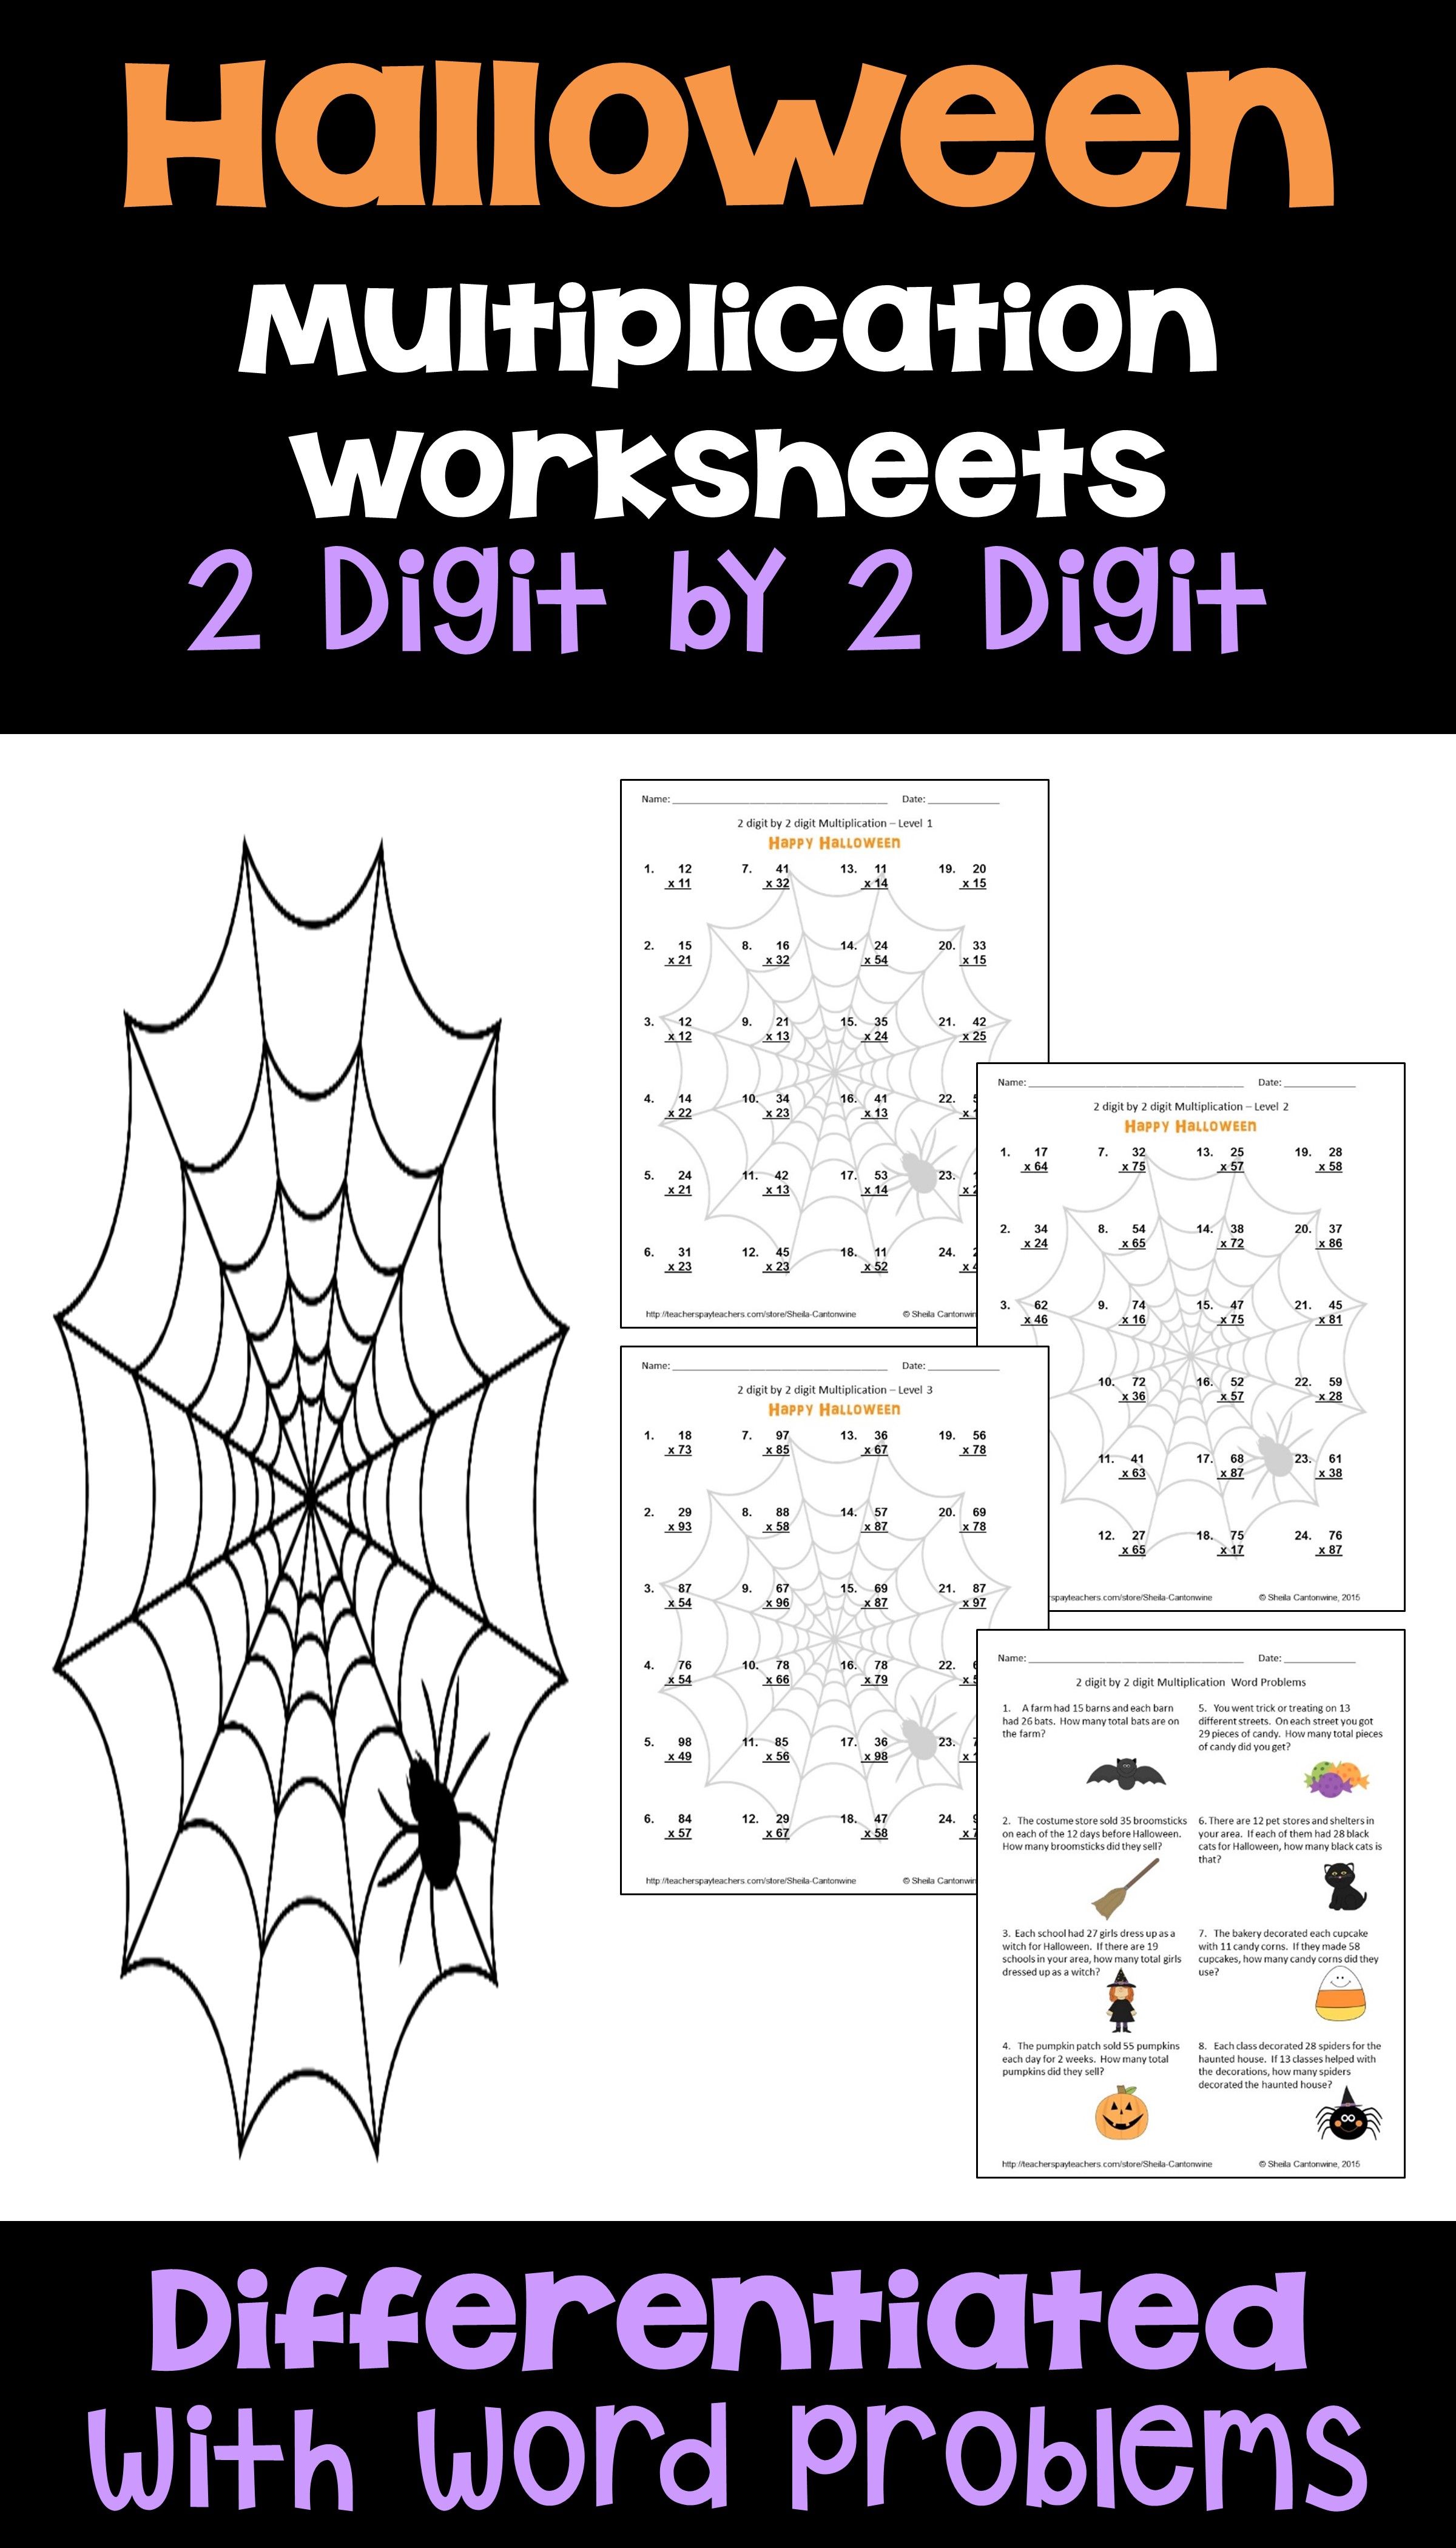 Halloween
Multiplication
Worksheets
2 Digit by 2 Digit
Name: Date:
2 digit by 2 digit Multiplication – Level 1
Happy Halloween
1. 12 7. 41 13. 11 19. 20
x 11 x 32 x 14 x 15
2. 15 8. 16 14. 24 20. 33
x 21 x 32 x 54 x 15
3. 12 9. 21 15. 35 21. 42
x 12 x 13 x 24 x 25
4. 14 10. 34 16. 41 22.
x 22 x 23 x 13 x
5. 24 11. 42 17. 53 23.
x 21 x 13 x 14 x
6. 31 12. 45 18. 11 24.
x 23 x 23 x 52 x
http://teacherspayteachers.com/store/Sheila-Cantonwine © Sheila
Name: Date:
2 digit by 2 digit Multiplication – Level 2
Happy Halloween
1. 17 7. 32 13. 25 19. 28
x 64 x 75 x 57 x 58
2. 34 8. 54 14. 38 20. 37
x 24 x 65 x 72 x 86
3. 62 9. 74 15. 47 21. 45
x 46 x 16 x 75 x 81
10. 72 16. 52 22. 59
x 36 x 57 x 28
11. 41 17. 68 23. 61
x 63 x 87 x 38
12. 27 18. 75 24. 76
x 65 x 17 x 87
spayteachers.com/store/Sheila-Cantonwine © Sheila Cantonwine, 2015
Name: Date:
2 digit by 2 digit Multiplication – Level 3
Happy Halloween
1. 18 7. 97 13. 36 19. 56
x 73 x 85 x 67 x 78
2. 29 8. 88 14. 57 20. 69
x 93 x 58 x 87 x 78
3. 87 9. 67 15. 69 21. 87
x 54 x 96 x 87 x 97
4. 76 10. 78 16. 78 22.
x 54 x 66 x 79 x
5. 98 11. 85 17. 36 23.
x 49 x 56 x 98 x
6. 84 12. 29 18. 47 24.
x 57 x 67 x 58 x
http://teacherspayteachers.com/store/Sheila-Cantonwine © Sheila
Name: Date:
2 digit by 2 digit Multiplication Word Problems
1. A farm had 15 barns and each barn
had 26 bats. How many total bats are on
the farm?
2. The costume store sold 35 broomsticks
on each of the 12 days before Halloween.
How many broomsticks did they sell?
3. Each school had 27 girls dress up as a
witch for Halloween. If there are 19
schools in your area, how many total girls
dressed up as a witch?
4. The pumpkin patch sold 55 pumpkins
each day for 2 weeks. How many total
pumpkins did they sell?
5. You went trick or treating on 13
different streets. On each street you got
29 pieces of candy. How many total pieces
of candy did you get?
6. There are 12 pet stores and shelters in
your area. If each of them had 28 black
cats for Halloween, how many black cats is
that?
7. The bakery decorated each cupcake
with 11 candy corns. If they made 58
cupcakes, how many candy corns did they
use?
8. Each class decorated 28 spiders for the
haunted house. If 13 classes helped with
the decorations, how many spiders
decorated the haunted house?
http://teacherspayteachers.com/store/Sheila-Cantonwine © Sheila Cantonwine, 2015
Differentiated
With Word Problems